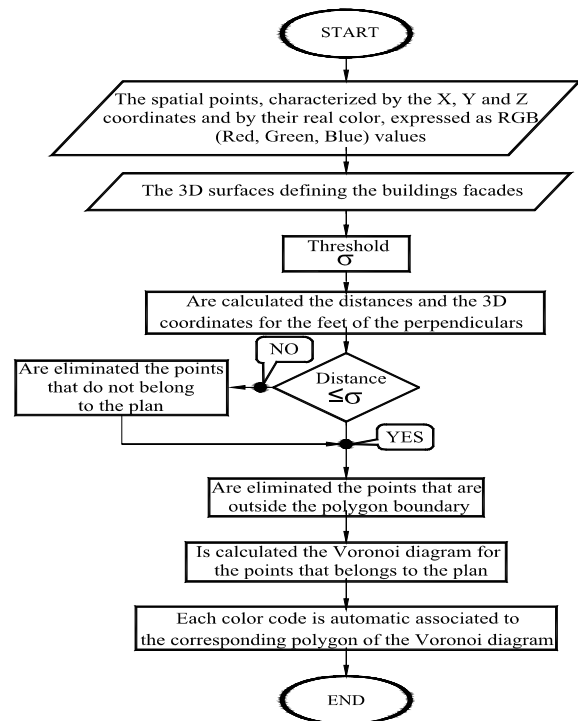 START
The spatial points, characterized by the X, Y and Z
coordinates and by their real color, expressed as RGB
(Red, Green, Blue) values
The 3D surfaces defining the buildings facades
Threshold
σ
Are calculated the distances and the 3D
coordinates for the feet of the perpendiculars
NO
Distance
≤σ
Are eliminated the points
that do not belong
to the plan
YES
Are eliminated the points that are
outside the polygon boundary
Is calculated the Voronoi diagram for
the points that belongs to the plan
Each color code is automatic associated to
the corresponding polygon of the Voronoi diagram
END